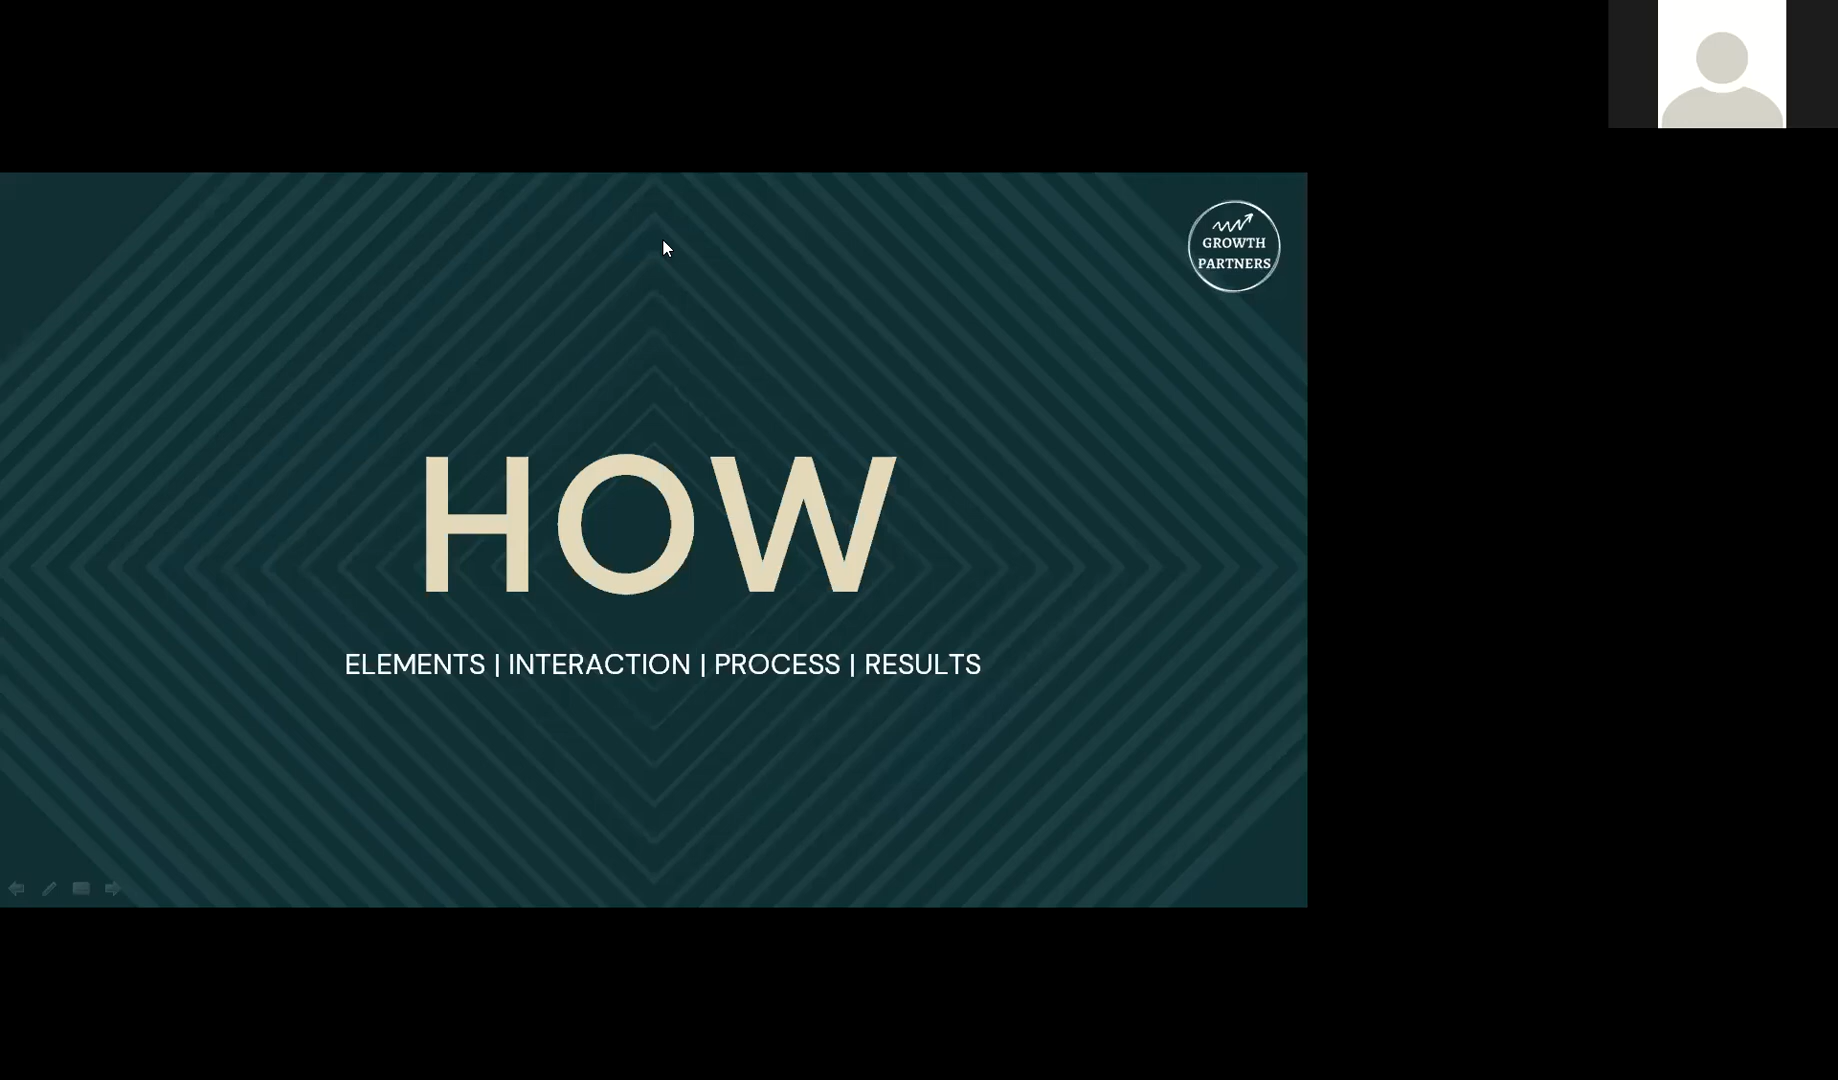 GROWTH
PARTNERS
HOW
ELEMENTS | INTERACTION | PROCESS | RESULTS